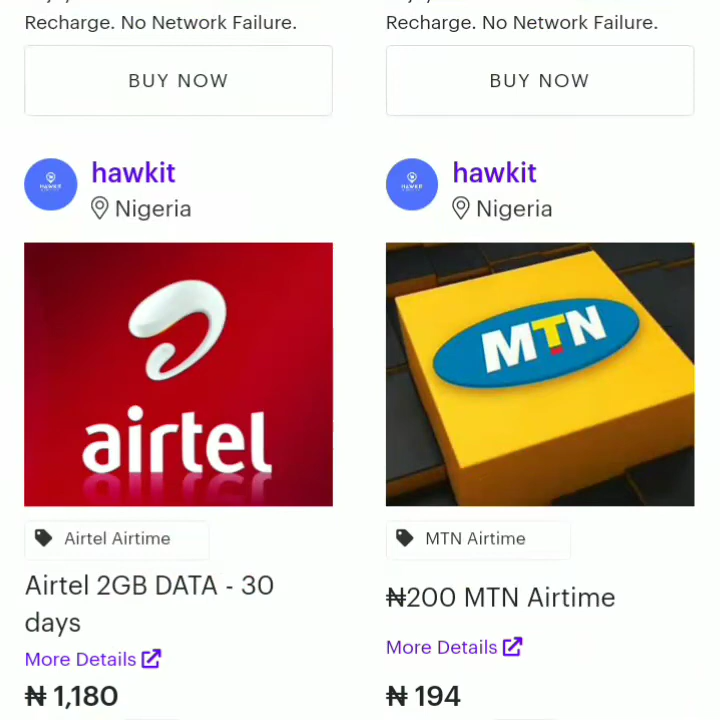 Recharge. No Network Failure.
BUY NOW
hawkit
Nigeria
airtel
Airtel Airtime
Airtel 2GB DATA - 30
days
More Details
₦ 1,180
Recharge. No Network Failure.
BUY NOW
hawkit
Nigeria
MTN
MTN Airtime
₦200 MTN Airtime
More Details
₦ 194